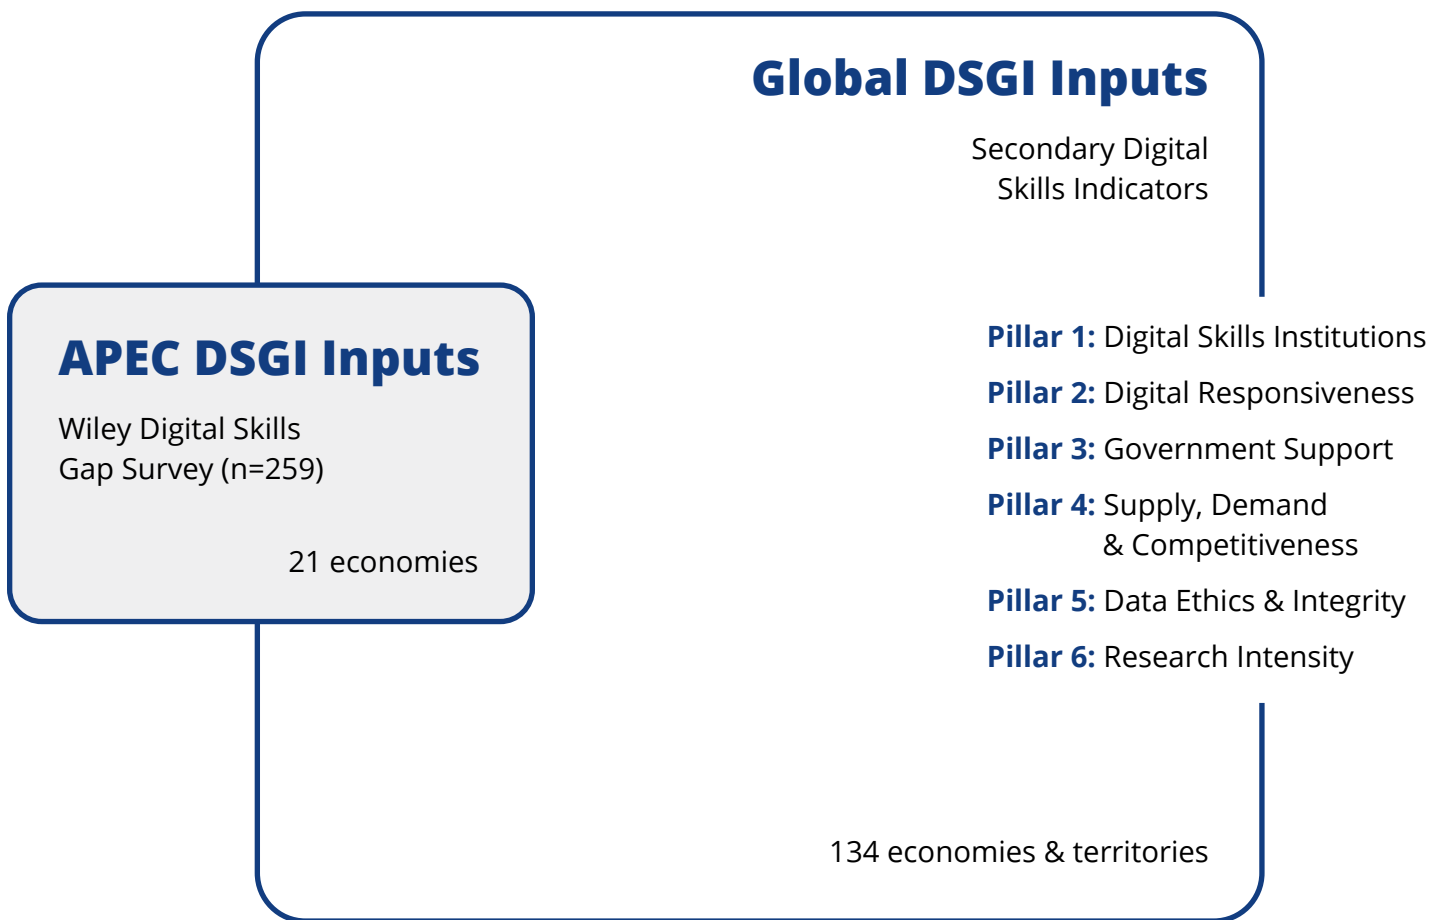 Global DSGI Inputs
Secondary Digital
Skills Indicators
APEC DSGI Inputs
Wiley Digital Skills
Gap Survey (n=259)
21 economies
Pillar 1: Digital Skills Institutions
Pillar 2: Digital Responsiveness
Pillar 3: Government Support
Pillar 4: Supply, Demand
& Competitiveness
Pillar 5: Data Ethics & Integrity
Pillar 6: Research Intensity
134 economies & territories